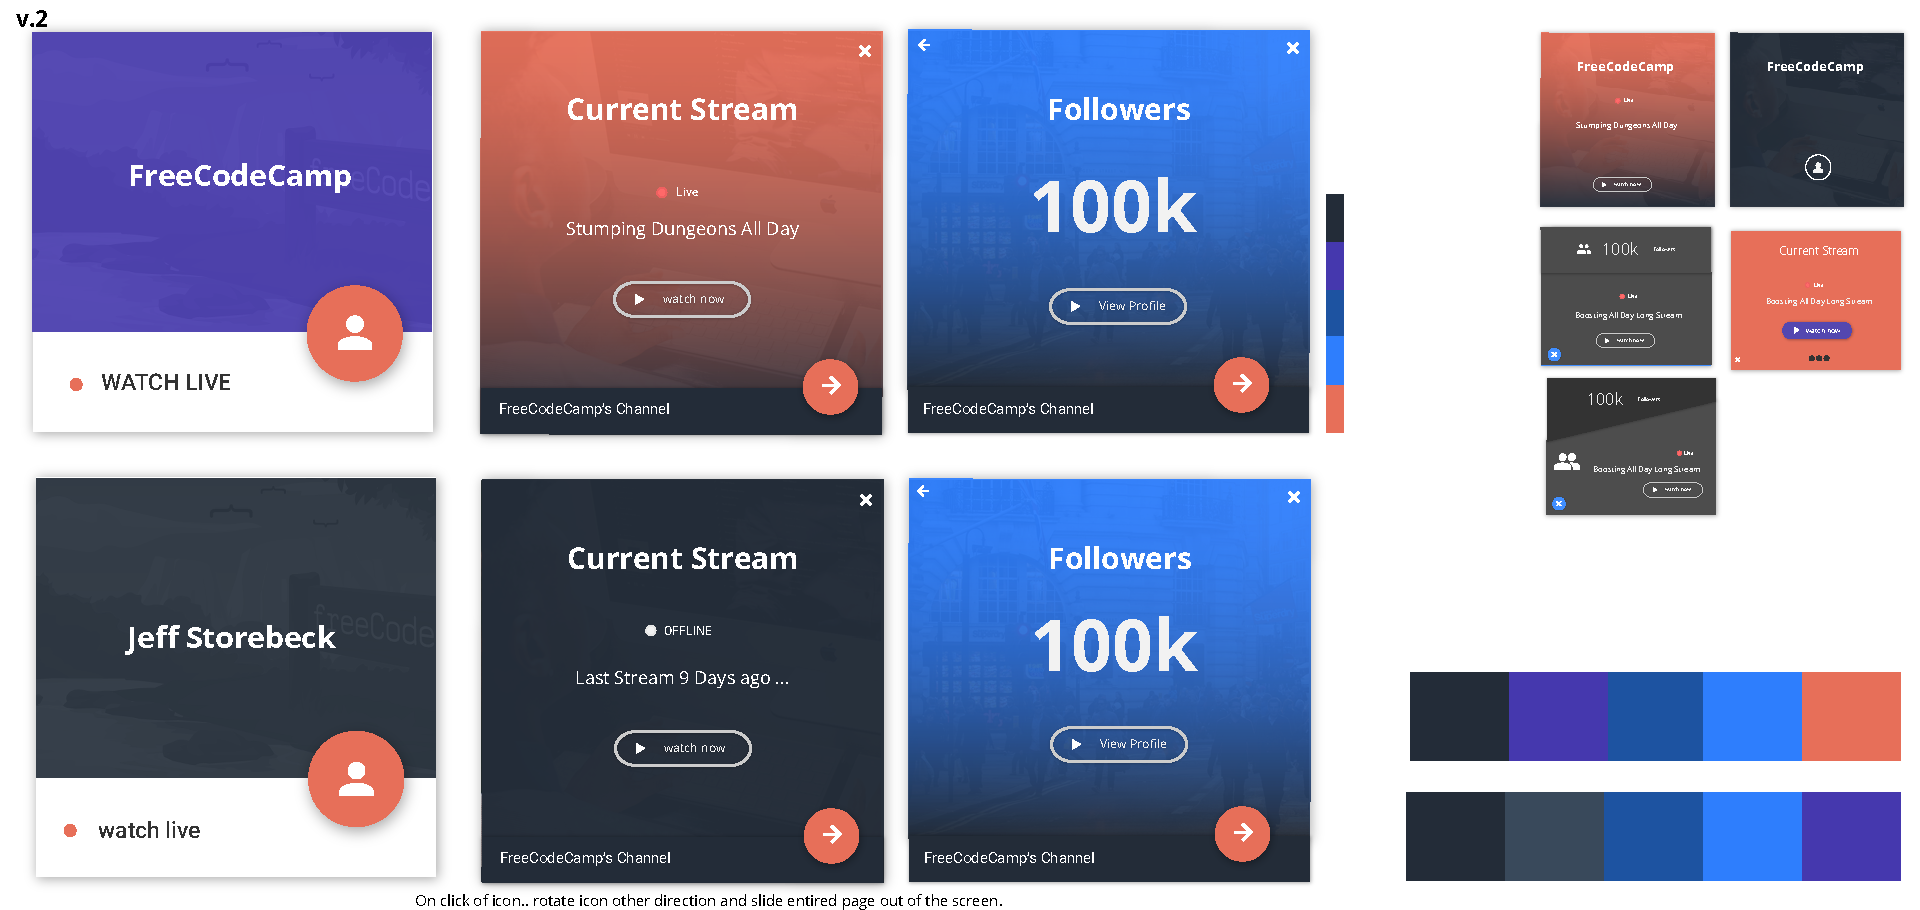 v.2
FreeCodeCamp
freeCode
WATCH LIVE
Current Stream
Live
Stumping Dungeons All Day
watch now
FreeCodeCamp's Channel
Followers
100k
View Profile
FreeCodeCamp's Channel
FreeCodeCamp
Live
Stumping Dungeons All Day
watch now
FreeCodeCamp
100k
Followers
Live
Boosting All Day Long Stream
watch now
Current Stream
Live
Boosting All Day Long Stream
watch now
100k
Followers
Live
Boosting All Day Long Stream
watch now
Jeff Storebeck
freeCode
watch live
Current Stream
OFFLINE
Last Stream 9 Days ago ...
watch now
FreeCodeCamp's Channel
Followers
100k
View Profile
FreeCodeCamp's Channel
On click of icon.. rotate icon other direction and slide entired page out of the screen.